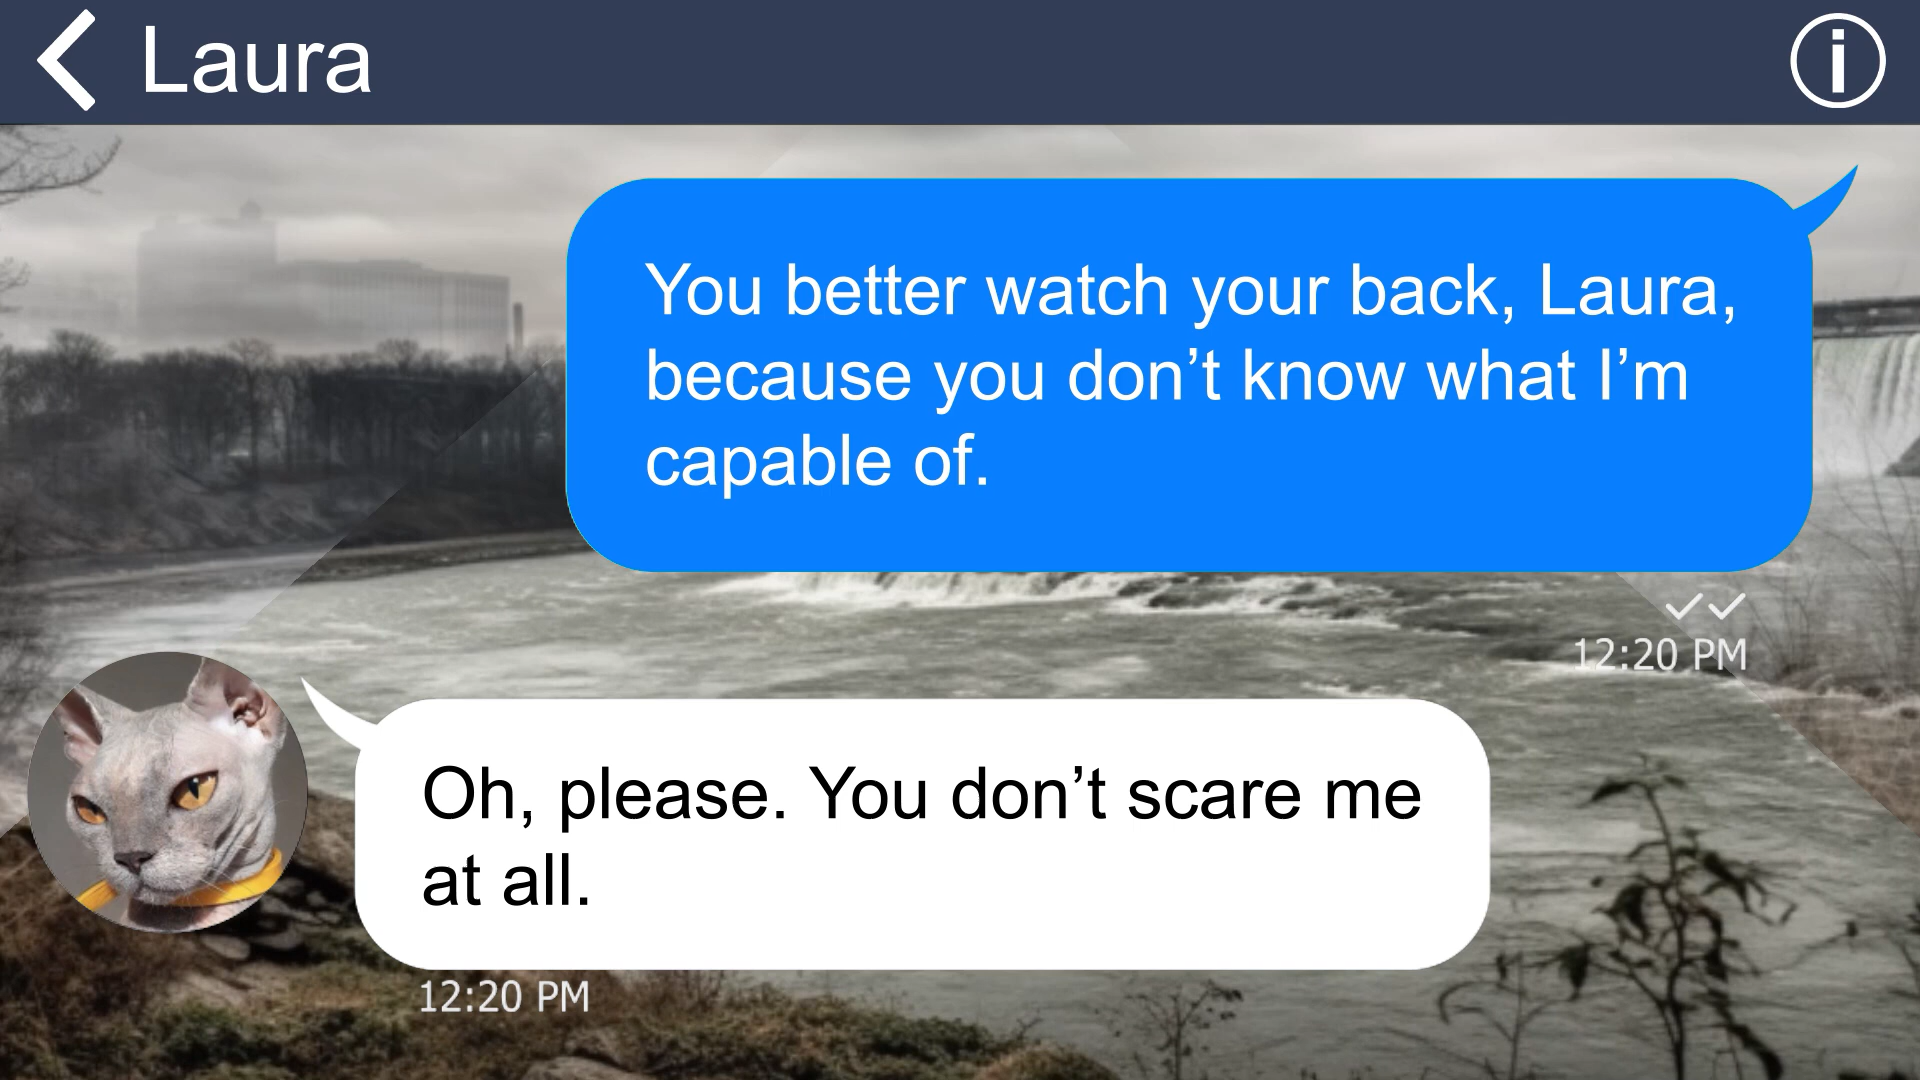 Laura
You better watch your back, Laura,
because you don’t know what I’m
capable of.
12:20 PM
Oh, please. You don’t scare me
at all.
12:20 PM